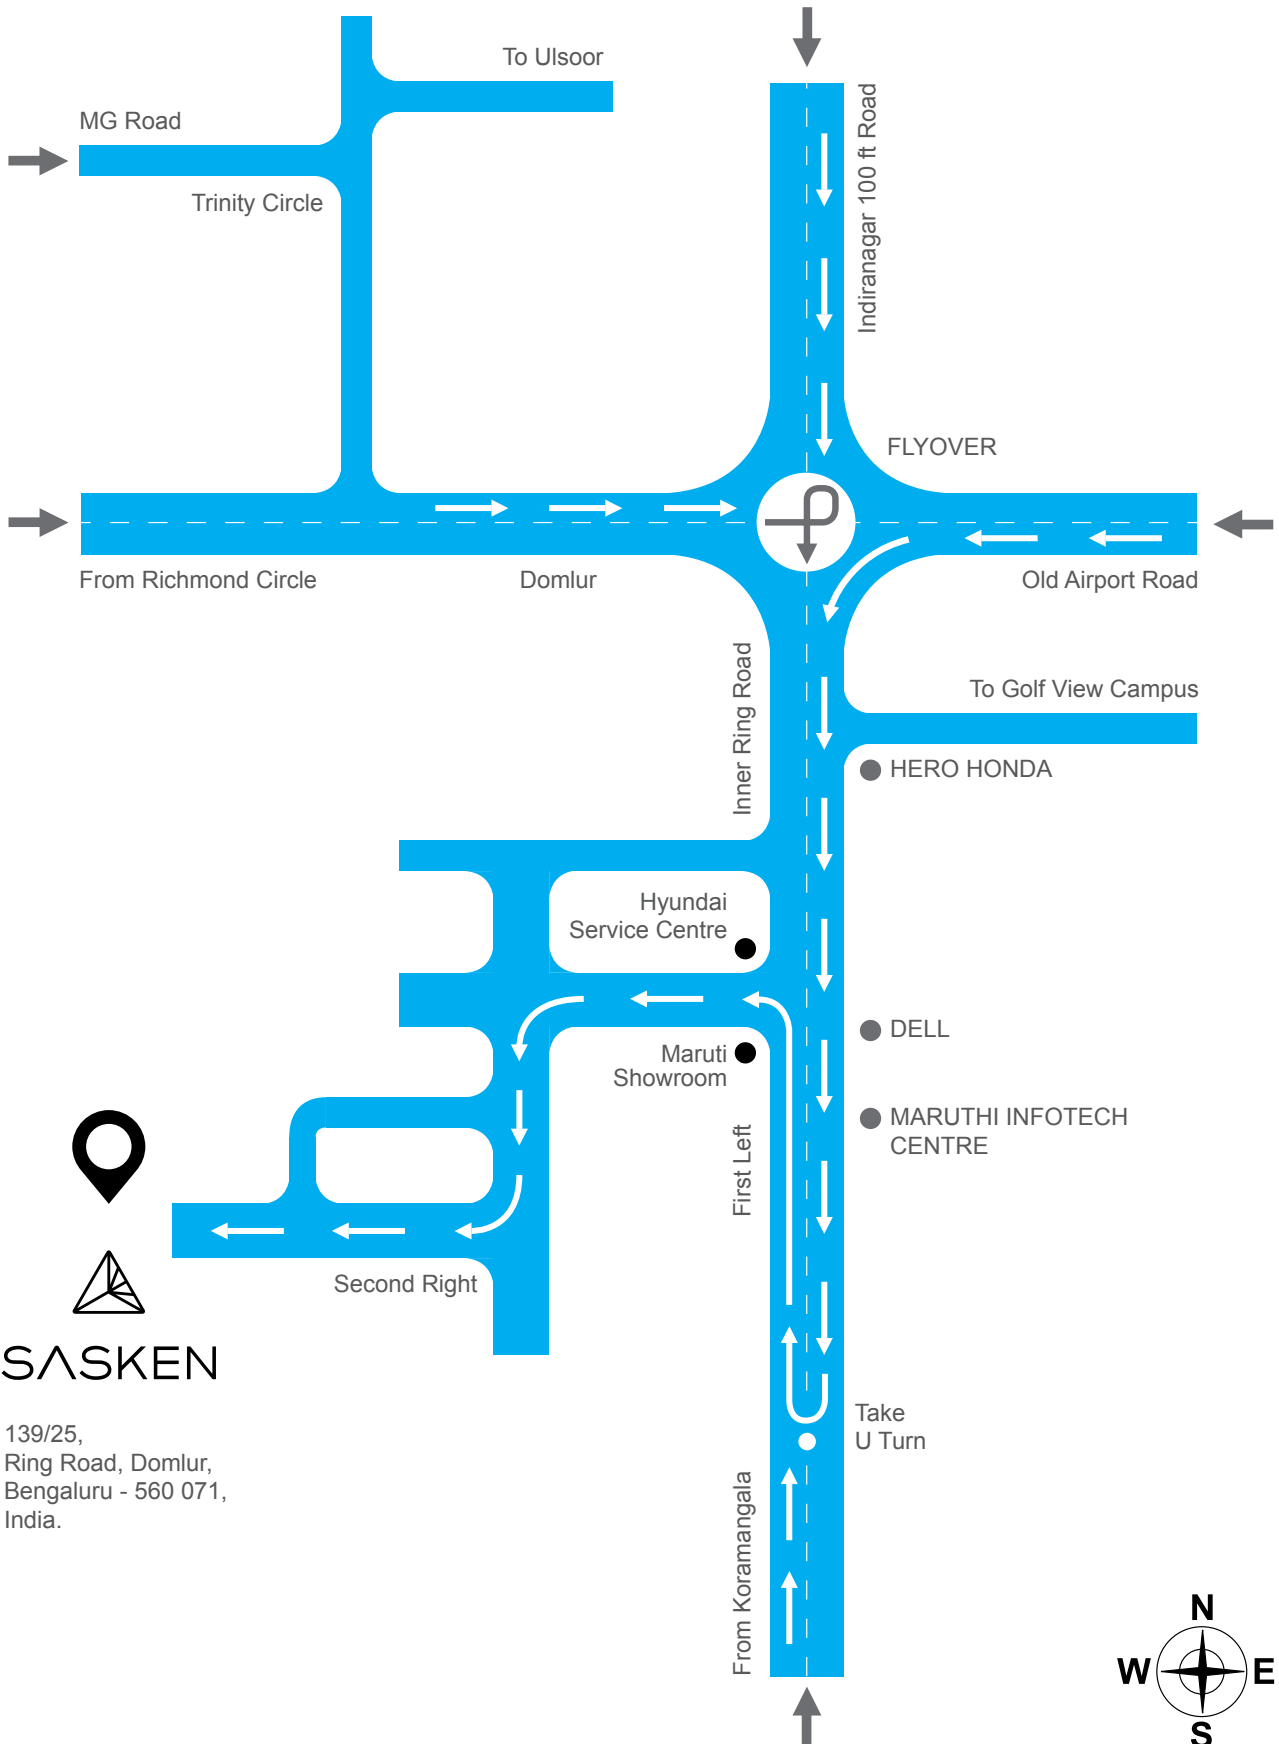 To Ulsoor
MG Road
Trinity Circle
Indiranagar 100 ft Road
FLYOVER
From Richmond Circle
Domlur
Old Airport Road
Inner Ring Road
To Golf View Campus
HERO HONDA
Hyundai
Service Centre
DELL
Maruti
Showroom
MARUTHI INFOTECH
CENTRE
First Left
Second Right
SASKEN
139/25,
Ring Road, Domlur,
Bengaluru - 560 071,
India.
Take
U Turn
From Koramangala
N
W
E
S